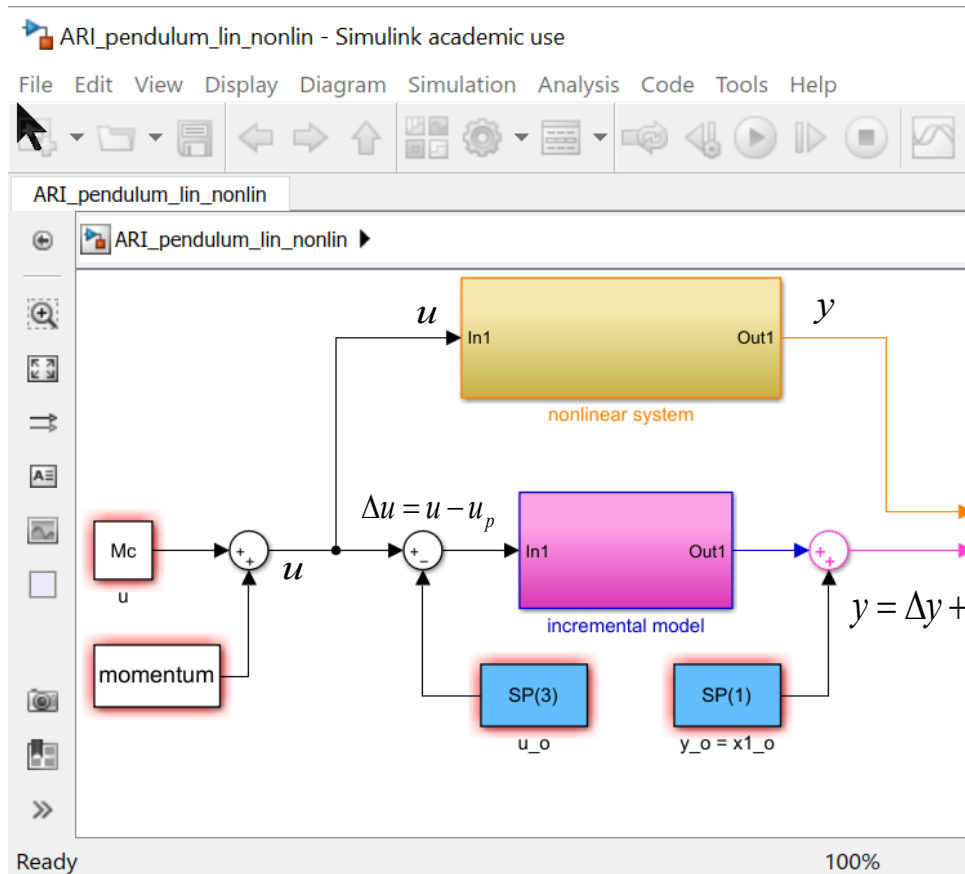 ARI_pendulum_lin_nonlin - Simulink academic use
File Edit View Display Diagram Simulation Analysis Code Tools Help
ARI_pendulum_lin_nonlin
ARI_pendulum_lin_nonlin
u
y
In1
Out1
nonlinear system
Δu = u − u_p
Mc
+
+
u
+
−
In1
Out1
+
+
u
y = Δy +
incremental model
momentum
SP(3)
SP(1)
u_o
y_o = x1_o
Ready
100%